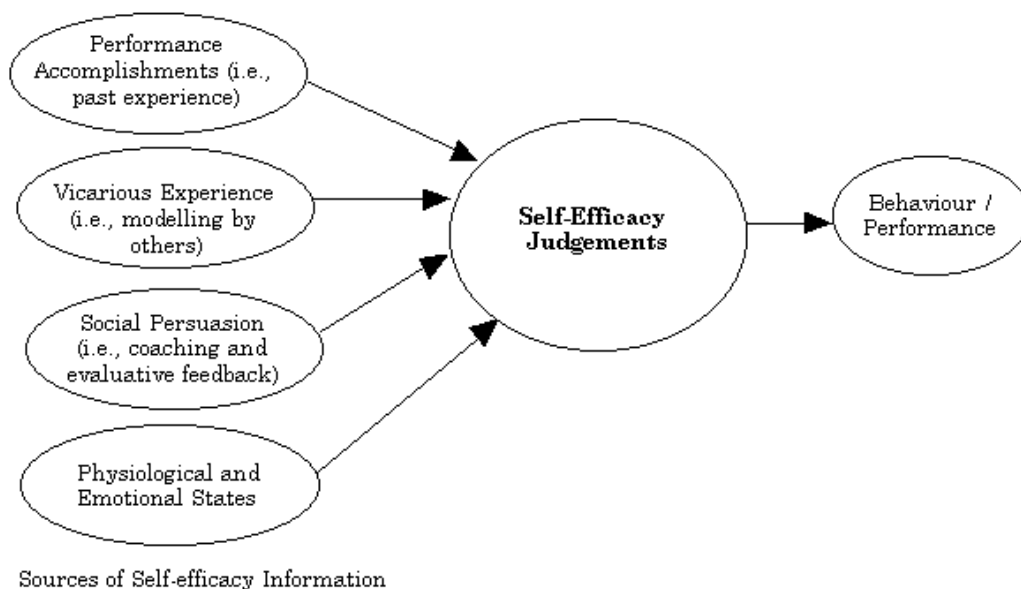 Performance
Accomplishments (i.e.,
past experience)
Vicarious Experience
(i.e., modelling by
others)
Social Persuasion
(i.e., coaching and
evaluative feedback)
Physiological and
Emotional States
Self-Efficacy
Judgements
Behaviour /
Performance
Sources of Self-efficacy Information